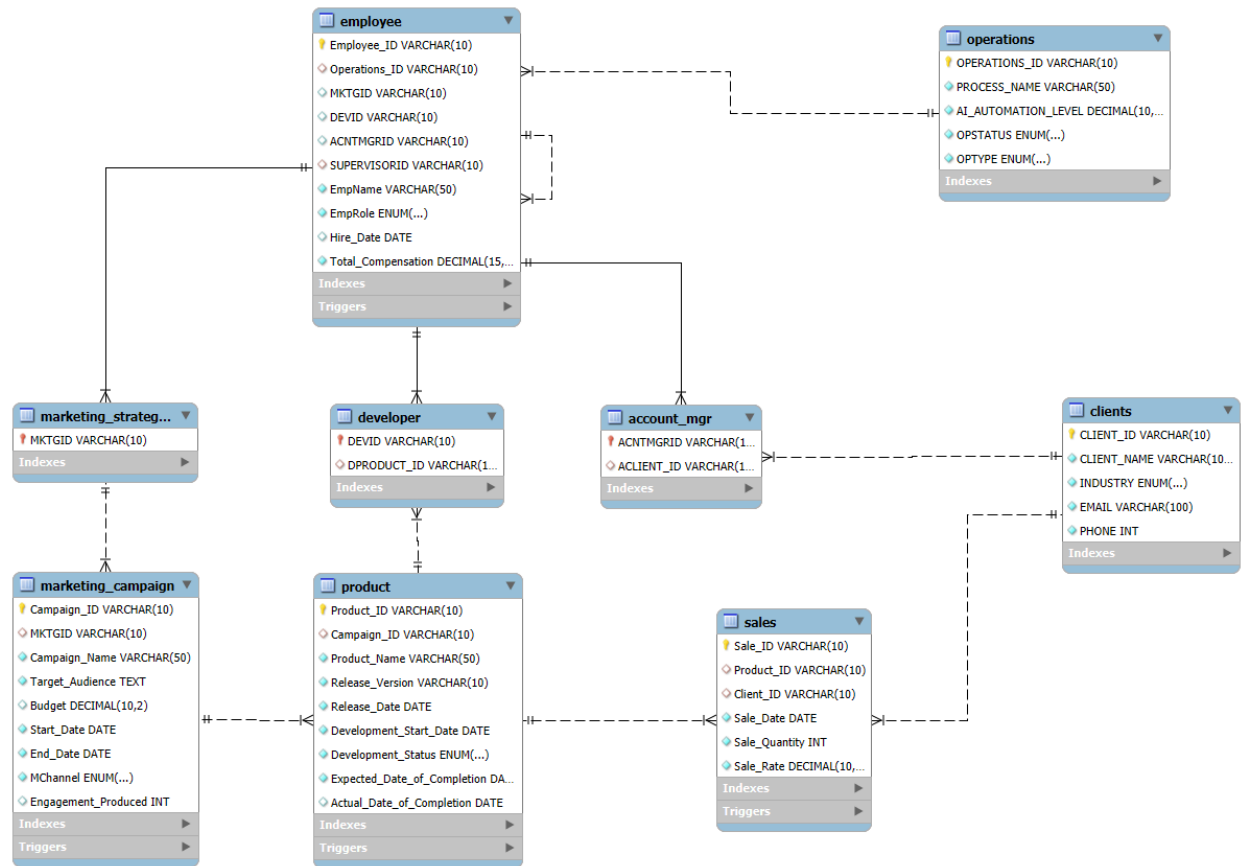 employee
Employee_ID VARCHAR(10)
Operations_ID VARCHAR(10)
MKTGID VARCHAR(10)
DEVID VARCHAR(10)
ACNTMGRID VARCHAR(10)
SUPERVISORID VARCHAR(10)
EmpName VARCHAR(50)
EmpRole ENUM(...)
Hire_Date DATE
Total_Compensation DECIMAL(15,...
Indexes
Triggers
operations
OPERATIONS_ID VARCHAR(10)
PROCESS_NAME VARCHAR(50)
AI_AUTOMATION_LEVEL DECIMAL(10,...
OPSTATUS ENUM(...)
OPTYPE ENUM(...)
Indexes
marketing_strateg...
MKTGID VARCHAR(10)
Indexes
developer
DEVID VARCHAR(10)
DPRODUCT_ID VARCHAR(1...
Indexes
account_mgr
ACNTMGRID VARCHAR(1...
ACLIENT_ID VARCHAR(1...
Indexes
clients
CLIENT_ID VARCHAR(10)
CLIENT_NAME VARCHAR(10...
INDUSTRY ENUM(...)
EMAIL VARCHAR(100)
PHONE INT
Indexes
marketing_campaign
Campaign_ID VARCHAR(10)
MKTGID VARCHAR(10)
Campaign_Name VARCHAR(50)
Target_Audience TEXT
Budget DECIMAL(10,2)
Start_Date DATE
End_Date DATE
MChannel ENUM(...)
Engagement_Produced INT
Indexes
Triggers
product
Product_ID VARCHAR(10)
Campaign_ID VARCHAR(10)
Product_Name VARCHAR(50)
Release_Version VARCHAR(10)
Release_Date DATE
Development_Start_Date DATE
Development_Status ENUM(...)
Expected_Date_of_Completion DA...
Actual_Date_of_Completion DATE
Indexes
Triggers
sales
Sale_ID VARCHAR(10)
Product_ID VARCHAR(10)
Client_ID VARCHAR(10)
Sale_Date DATE
Sale_Quantity INT
Sale_Rate DECIMAL(10,...
Indexes
Triggers